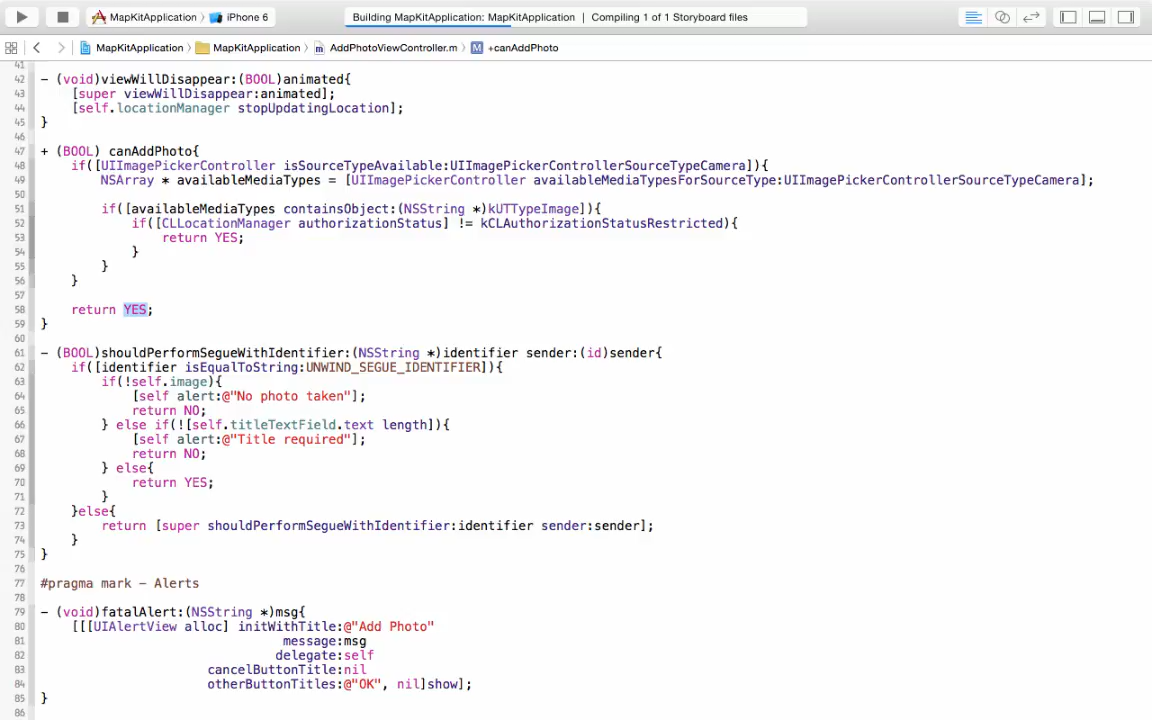 MapKitApplication › iPhone 6
Building MapKitApplication: MapKitApplication | Compiling 1 of 1 Storyboard files
MapKitApplication › MapKitApplication › AddPhotoViewController.m › M +canAddPhoto
41
42 - (void)viewWillDisappear:(BOOL)animated{
43 [super viewWillDisappear:animated];
44 [self.locationManager stopUpdatingLocation];
45 }
46
47 + (BOOL) canAddPhoto{
48 if([UIImagePickerController isSourceTypeAvailable:UIImagePickerControllerSourceTypeCamera]){
49 NSArray * availableMediaTypes = [UIImagePickerController availableMediaTypesForSourceType:UIImagePickerControllerSourceTypeCamera];
50
51 if([availableMediaTypes containsObject:(NSString *)kUTTypeImage]){
52 if([CLLocationManager authorizationStatus] != kCLAuthorizationStatusRestricted){
53 return YES;
54 }
55 }
56 }
57
58 return YES;
59 }
60
61 - (BOOL)shouldPerformSegueWithIdentifier:(NSString *)identifier sender:(id)sender{
62 if([identifier isEqualToString:UNWIND_SEGUE_IDENTIFIER]){
63 if(!self.image){
64 [self alert:@"No photo taken"];
65 return NO;
66 } else if(![self.titleTextField.text length]){
67 [self alert:@"Title required"];
68 return NO;
69 } else{
70 return YES;
71 }
72 }else{
73 return [super shouldPerformSegueWithIdentifier:identifier sender:sender];
74 }
75 }
76
77 #pragma mark - Alerts
78
79 - (void)fatalAlert:(NSString *)msg{
80 [[[UIAlertView alloc] initWithTitle:@"Add Photo"
81 message:msg
82 delegate:self
83 cancelButtonTitle:nil
84 otherButtonTitles:@"OK", nil]show];
85 }
86